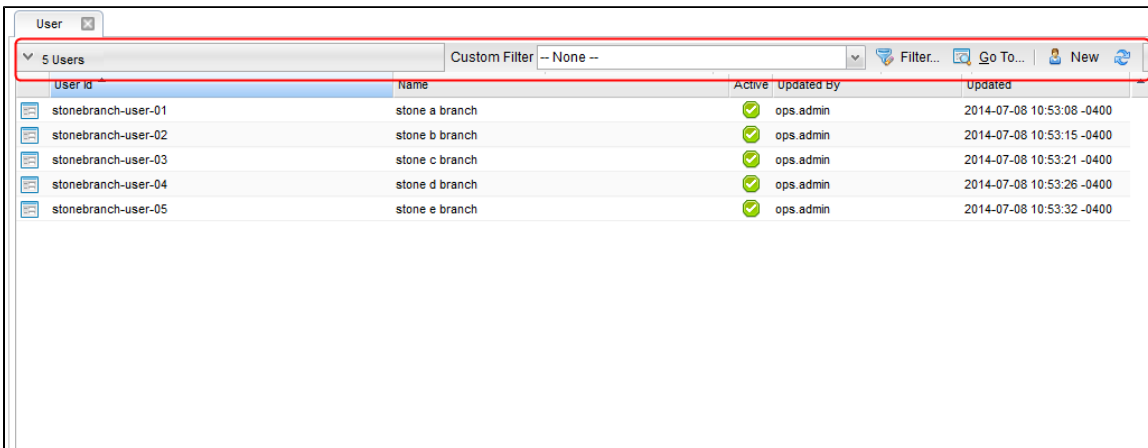 User
5 Users Custom Filter -- None -- Filter... Go To... New
User Id Name Active Updated By Updated
stonebranch-user-01 stone a branch ops.admin 2014-07-08 10:53:08 -0400
stonebranch-user-02 stone b branch ops.admin 2014-07-08 10:53:15 -0400
stonebranch-user-03 stone c branch ops.admin 2014-07-08 10:53:21 -0400
stonebranch-user-04 stone d branch ops.admin 2014-07-08 10:53:26 -0400
stonebranch-user-05 stone e branch ops.admin 2014-07-08 10:53:32 -0400